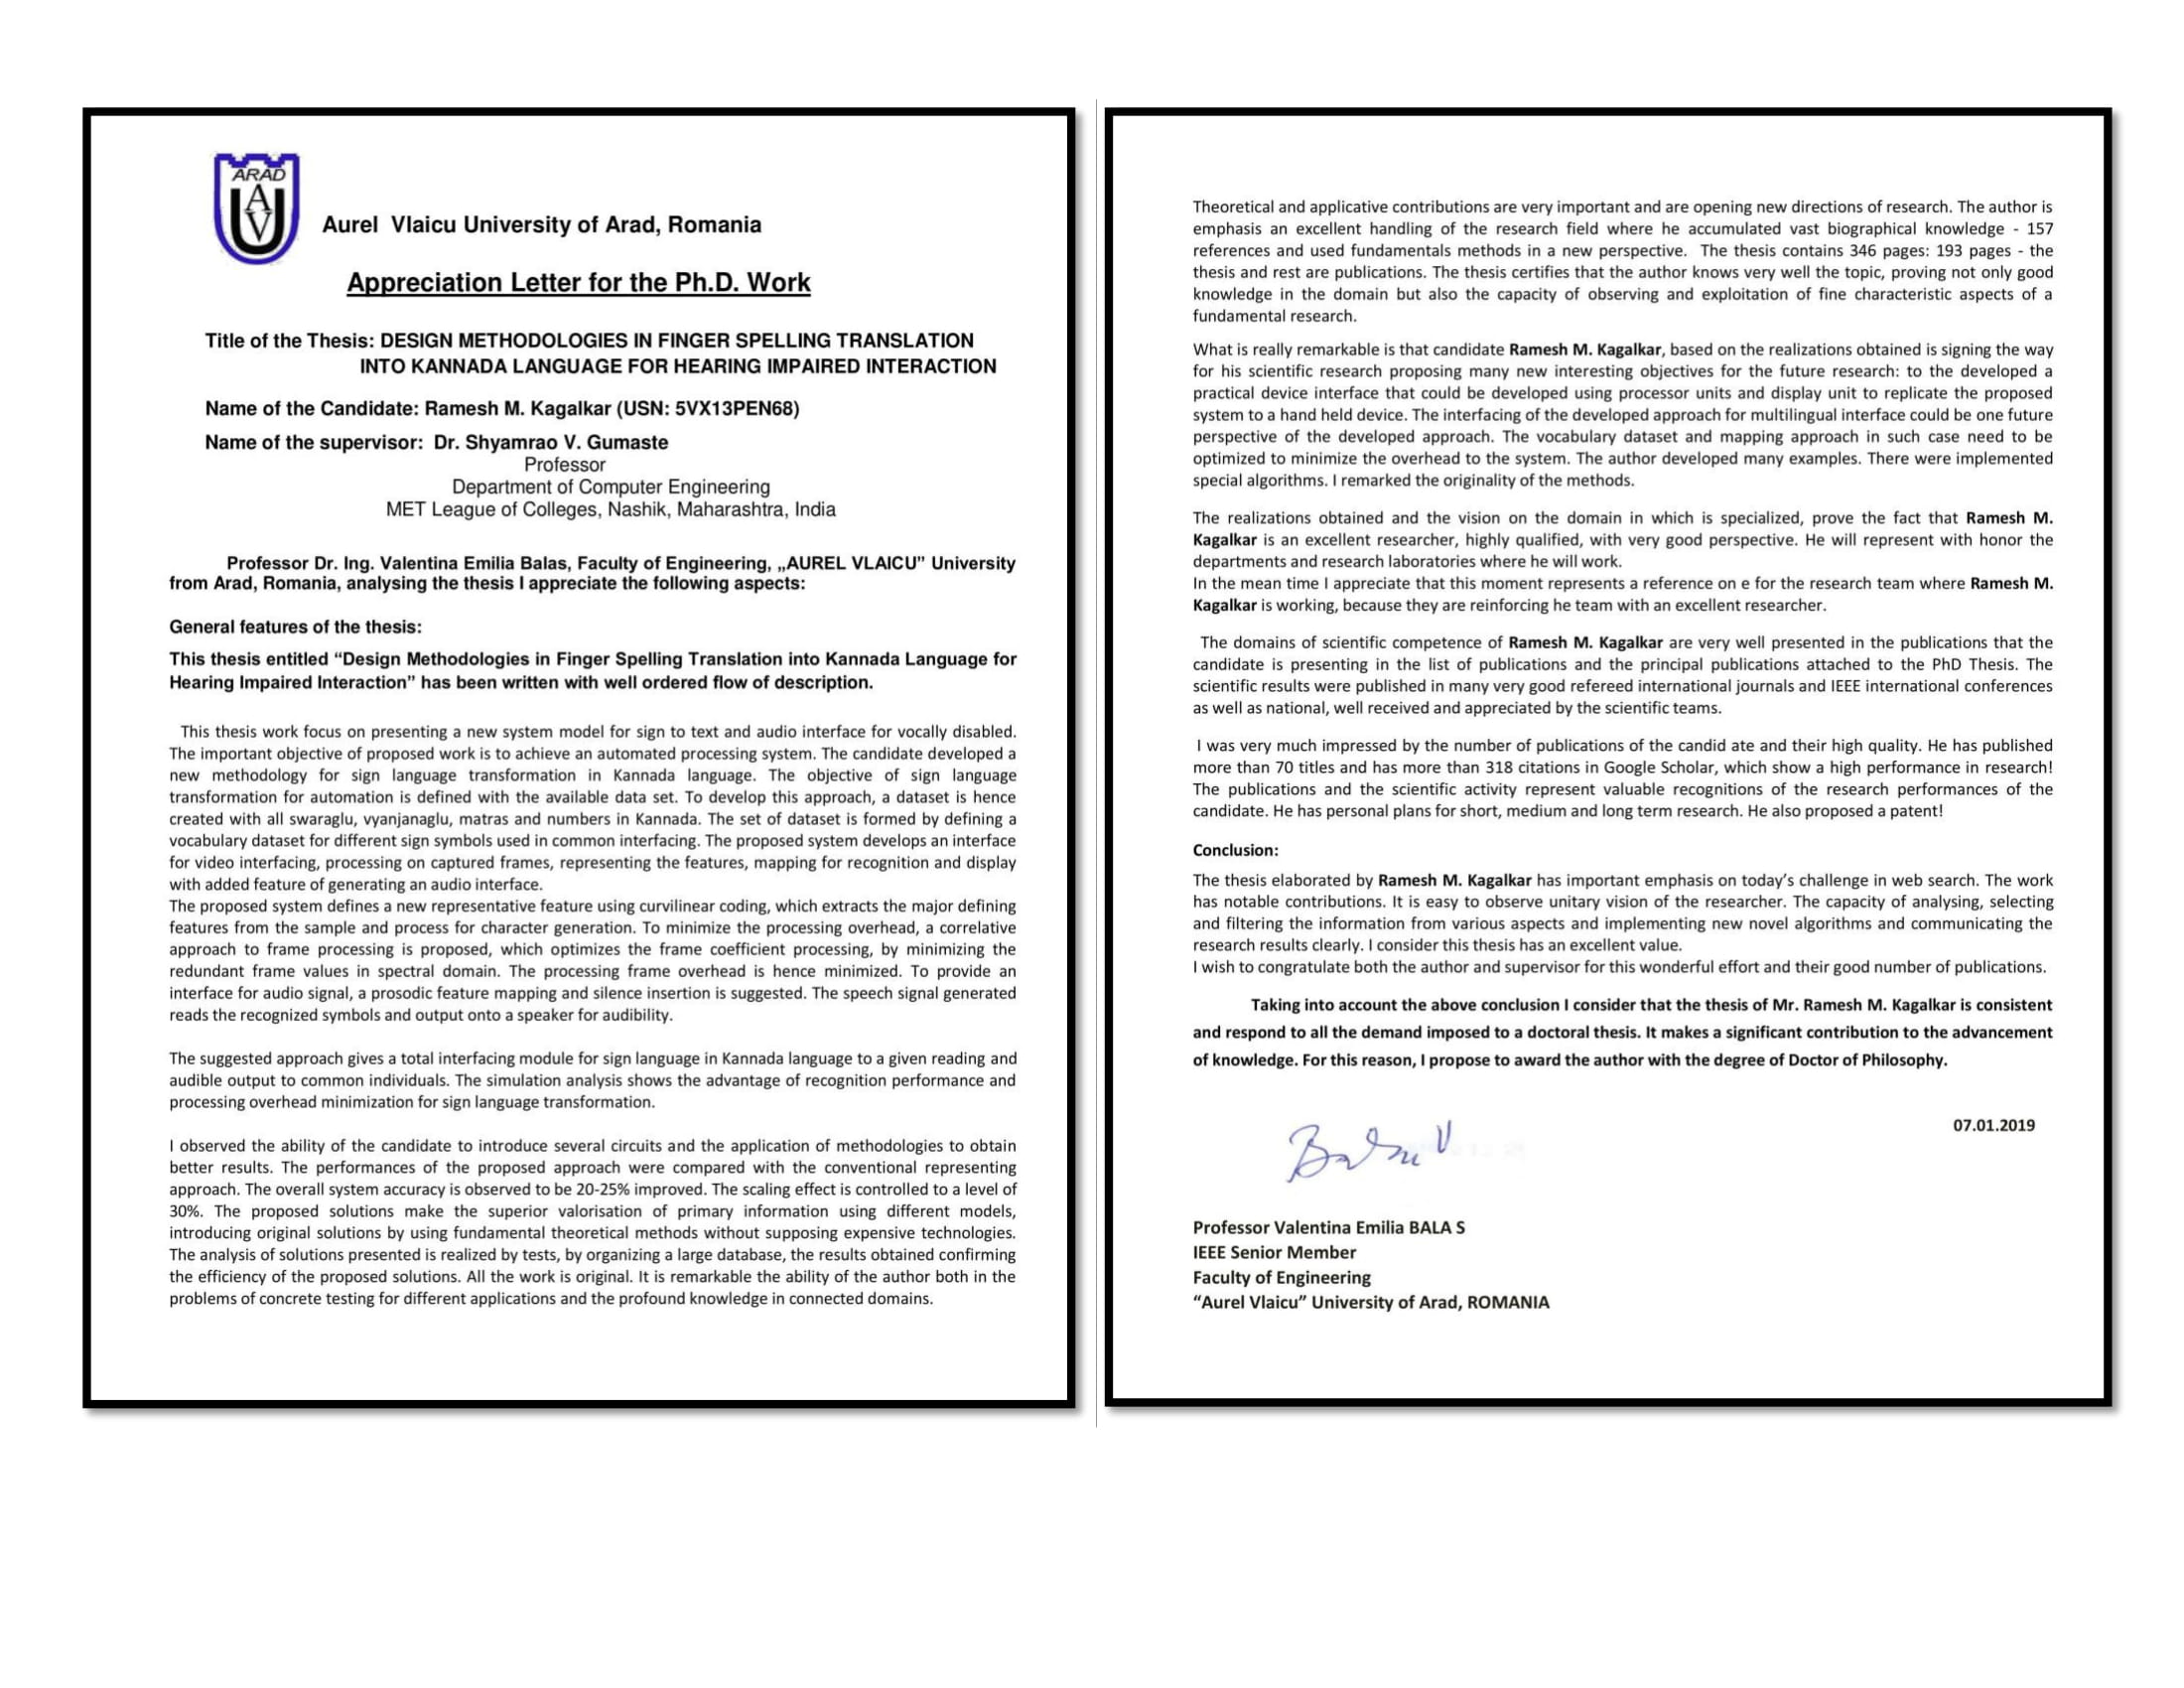 ARAD
UAV
Aurel Vlaicu University of Arad, Romania
Appreciation Letter for the Ph.D. Work
Title of the Thesis: DESIGN METHODOLOGIES IN FINGER SPELLING TRANSLATION
INTO KANNADA LANGUAGE FOR HEARING IMPAIRED INTERACTION
Name of the Candidate: Ramesh M. Kagalkar (USN: 5VX13PEN68)
Name of the supervisor: Dr. Shyamrao V. Gumaste
Professor
Department of Computer Engineering
MET League of Colleges, Nashik, Maharashtra, India
Professor Dr. Ing. Valentina Emilia Balas, Faculty of Engineering, „AUREL VLAICU” University
from Arad, Romania, analysing the thesis I appreciate the following aspects:
General features of the thesis:
This thesis entitled “Design Methodologies in Finger Spelling Translation into Kannada Language for
Hearing Impaired Interaction” has been written with well ordered flow of description.
This thesis work focus on presenting a new system model for sign to text and audio interface for vocally disabled.
The important objective of proposed work is to achieve an automated processing system. The candidate developed a
new methodology for sign language transformation in Kannada language. The objective of sign language
transformation for automation is defined with the available data set. To develop this approach, a dataset is hence
created with all swaraglu, vyanjanaglu, matras and numbers in Kannada. The set of dataset is formed by defining a
vocabulary dataset for different sign symbols used in common interfacing. The proposed system develops an interface
for video interfacing, processing on captured frames, representing the features, mapping for recognition and display
with added feature of generating an audio interface.
The proposed system defines a new representative feature using curvilinear coding, which extracts the major defining
features from the sample and process for character generation. To minimize the processing overhead, a correlative
approach to frame processing is proposed, which optimizes the frame coefficient processing, by minimizing the
redundant frame values in spectral domain. The processing frame overhead is hence minimized. To provide an
interface for audio signal, a prosodic feature mapping and silence insertion is suggested. The speech signal generated
reads the recognized symbols and output onto a speaker for audibility.
The suggested approach gives a total interfacing module for sign language in Kannada language to a given reading and
audible output to common individuals. The simulation analysis shows the advantage of recognition performance and
processing overhead minimization for sign language transformation.
I observed the ability of the candidate to introduce several circuits and the application of methodologies to obtain
better results. The performances of the proposed approach were compared with the conventional representing
approach. The overall system accuracy is observed to be 20-25% improved. The scaling effect is controlled to a level of
30%. The proposed solutions make the superior valorisation of primary information using different models,
introducing original solutions by using fundamental theoretical methods without supposing expensive technologies.
The analysis of solutions presented is realized by tests, by organizing a large database, the results obtained confirming
the efficiency of the proposed solutions. All the work is original. It is remarkable the ability of the author both in the
problems of concrete testing for different applications and the profound knowledge in connected domains.
Theoretical and applicative contributions are very important and are opening new directions of research. The author is
emphasis an excellent handling of the research field where he accumulated vast biographical knowledge - 157
references and used fundamentals methods in a new perspective. The thesis contains 346 pages: 193 pages - the
thesis and rest are publications. The thesis certifies that the author knows very well the topic, proving not only good
knowledge in the domain but also the capacity of observing and exploitation of fine characteristic aspects of a
fundamental research.
What is really remarkable is that candidate Ramesh M. Kagalkar, based on the realizations obtained is signing the way
for his scientific research proposing many new interesting objectives for the future research: to the developed a
practical device interface that could be developed using processor units and display unit to replicate the proposed
system to a hand held device. The interfacing of the developed approach for multilingual interface could be one future
perspective of the developed approach. The vocabulary dataset and mapping approach in such case need to be
optimized to minimize the overhead to the system. The author developed many examples. There were implemented
special algorithms. I remarked the originality of the methods.
The realizations obtained and the vision on the domain in which is specialized, prove the fact that Ramesh M.
Kagalkar is an excellent researcher, highly qualified, with very good perspective. He will represent with honor the
departments and research laboratories where he will work.
In the mean time I appreciate that this moment represents a reference on e for the research team where Ramesh M.
Kagalkar is working, because they are reinforcing he team with an excellent researcher.
The domains of scientific competence of Ramesh M. Kagalkar are very well presented in the publications that the
candidate is presenting in the list of publications and the principal publications attached to the PhD Thesis. The
scientific results were published in many very good refereed international journals and IEEE international conferences
as well as national, well received and appreciated by the scientific teams.
I was very much impressed by the number of publications of the candid ate and their high quality. He has published
more than 70 titles and has more than 318 citations in Google Scholar, which show a high performance in research!
The publications and the scientific activity represent valuable recognitions of the research performances of the
candidate. He has personal plans for short, medium and long term research. He also proposed a patent!
Conclusion:
The thesis elaborated by Ramesh M. Kagalkar has important emphasis on today’s challenge in web search. The work
has notable contributions. It is easy to observe unitary vision of the researcher. The capacity of analysing, selecting
and filtering the information from various aspects and implementing new novel algorithms and communicating the
research results clearly. I consider this thesis has an excellent value.
I wish to congratulate both the author and supervisor for this wonderful effort and their good number of publications.
Taking into account the above conclusion I consider that the thesis of Mr. Ramesh M. Kagalkar is consistent
and respond to all the demand imposed to a doctoral thesis. It makes a significant contribution to the advancement
of knowledge. For this reason, I propose to award the author with the degree of Doctor of Philosophy.
07.01.2019
Professor Valentina Emilia BALA S
IEEE Senior Member
Faculty of Engineering
“Aurel Vlaicu” University of Arad, ROMANIA